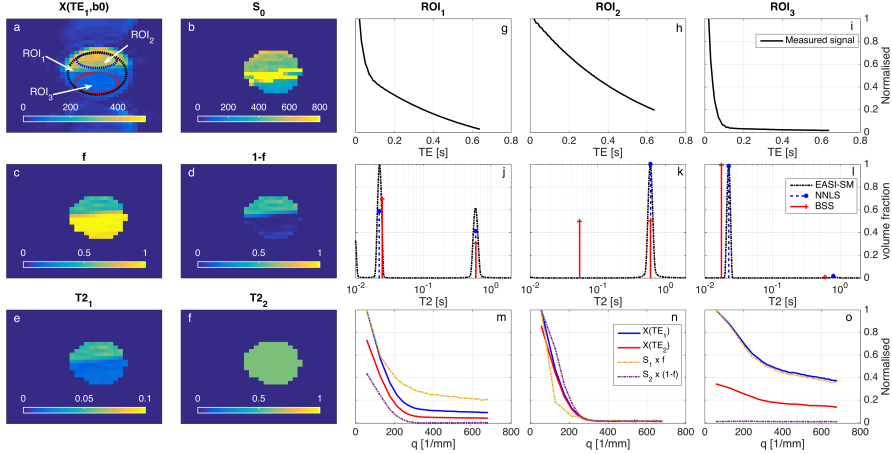 X(TE1,b0)
S0
ROI1
ROI2
ROI3
a
ROI2
ROI1
ROI3
0 200 400
b
0 200 400 600 800
g
0 0.2 0.4 0.6 0.8
TE [s]
h
0 0.2 0.4 0.6 0.8
TE [s]
i
Measured signal
0 0.2 0.4 0.6 0.8
TE [s]
1
0.8
0.6
0.4
0.2
0
Normalised
f
1-f
c
0 0.5 1
d
0 0.5 1
j
10-2 10-1 100
T2 [s]
k
10-2 10-1 100
T2 [s]
l
EASI-SM
NNLS
BSS
10-2 10-1 100
T2 [s]
1.0
0.8
0.6
0.4
0.2
0
volume fraction
T21
T22
e
0 0.05 0.1
f
0 0.5 1
m
0 200 400 600 800
q [1/mm]
n
X(TE1)
X(TE2)
S1 x f
S2 x (1-f)
0 200 400 600 800
q [1/mm]
o
0 200 400 600 800
q [1/mm]
1
0.8
0.6
0.4
0.2
0
Normalised